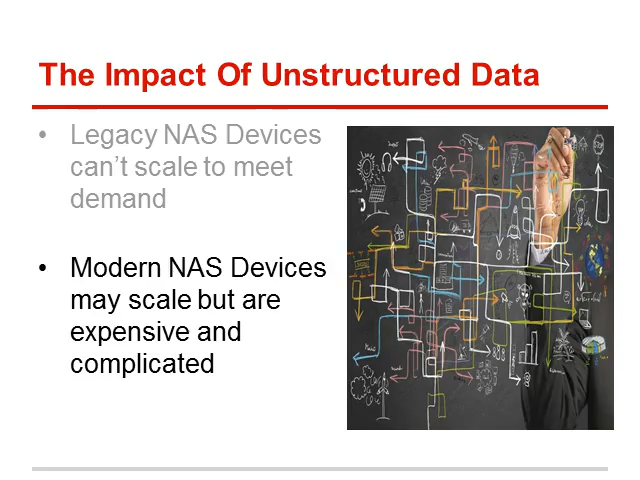 The Impact Of Unstructured Data
• Legacy NAS Devices
can't scale to meet
demand
• Modern NAS Devices
may scale but are
expensive and
complicated